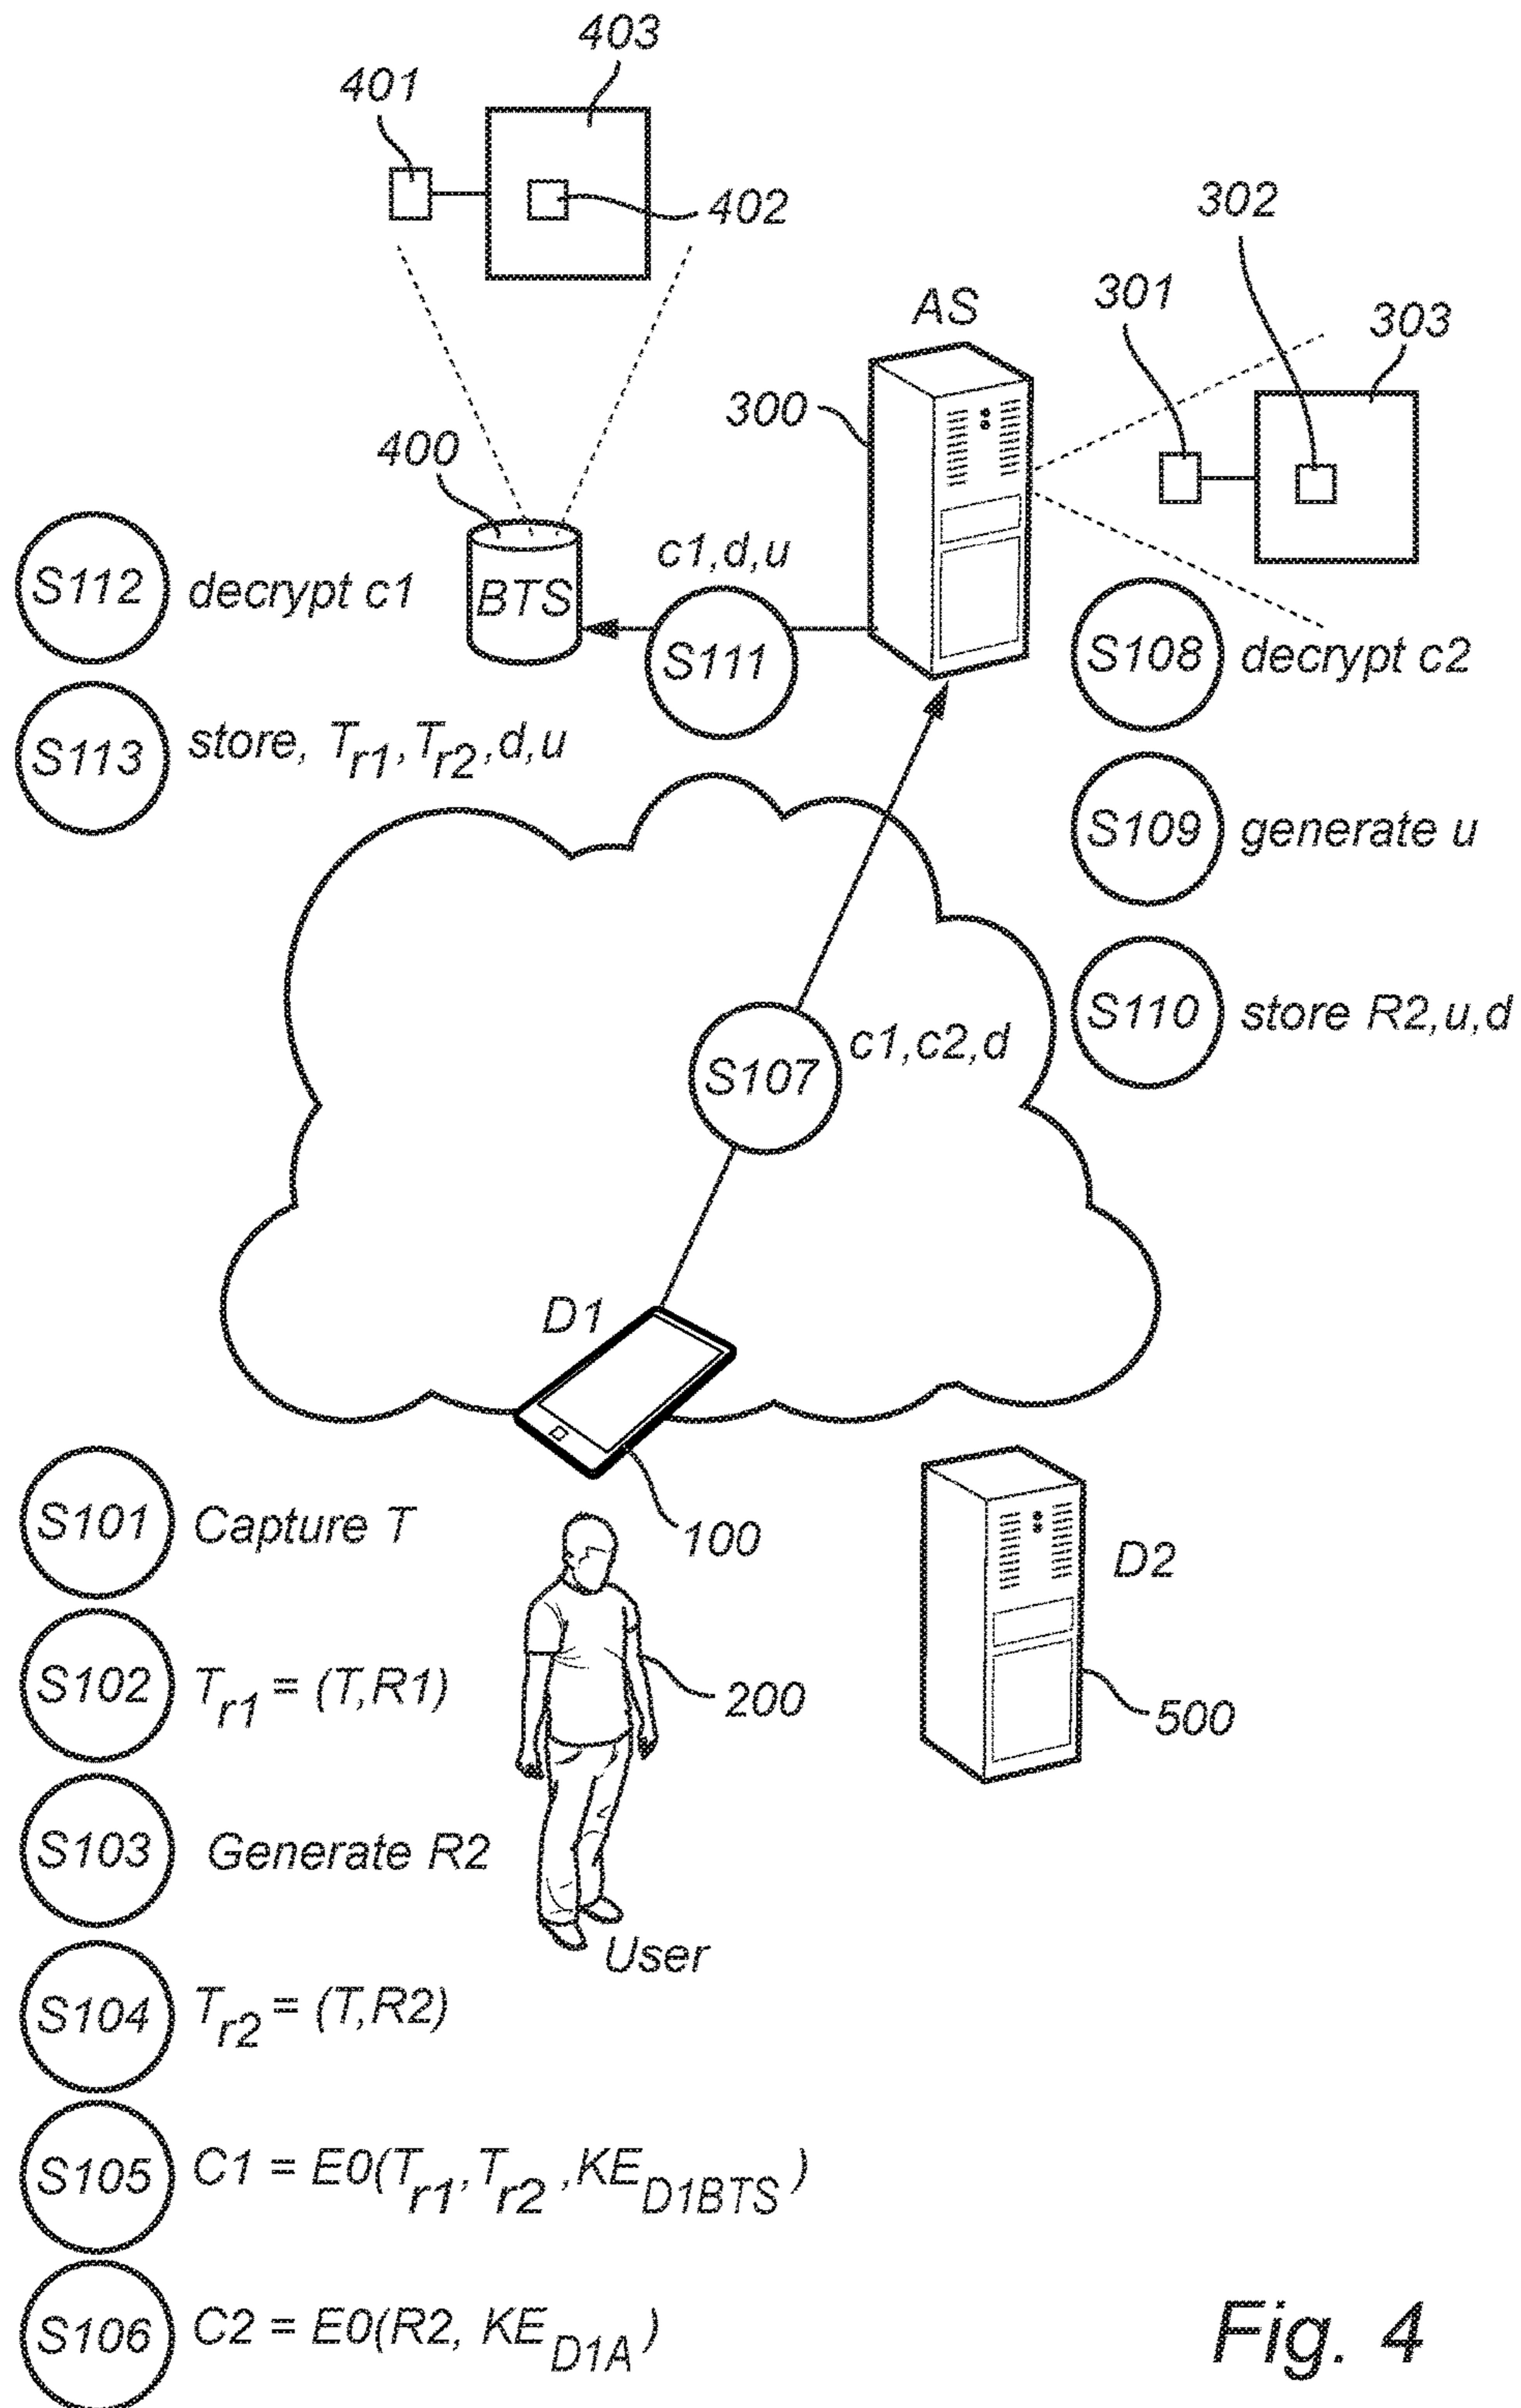 403
401
402
302
301
303
AS
300
400
c1,d,u
S112 decrypt c1
BTS
S111
S108 decrypt c2
S113 store, Tr1,Tr2,d,u
S109 generate u
S110 store R2,u,d
S107 c1,c2,d
D1
100
S101 Capture T
D2
S102 Tr1 = (T,R1)
200
500
S103 Generate R2
User
S104 Tr2 = (T,R2)
S105 C1 = E0(Tr1,Tr2 ,KED1BTS )
S106 C2 = E0(R2, KED1A )
Fig. 4